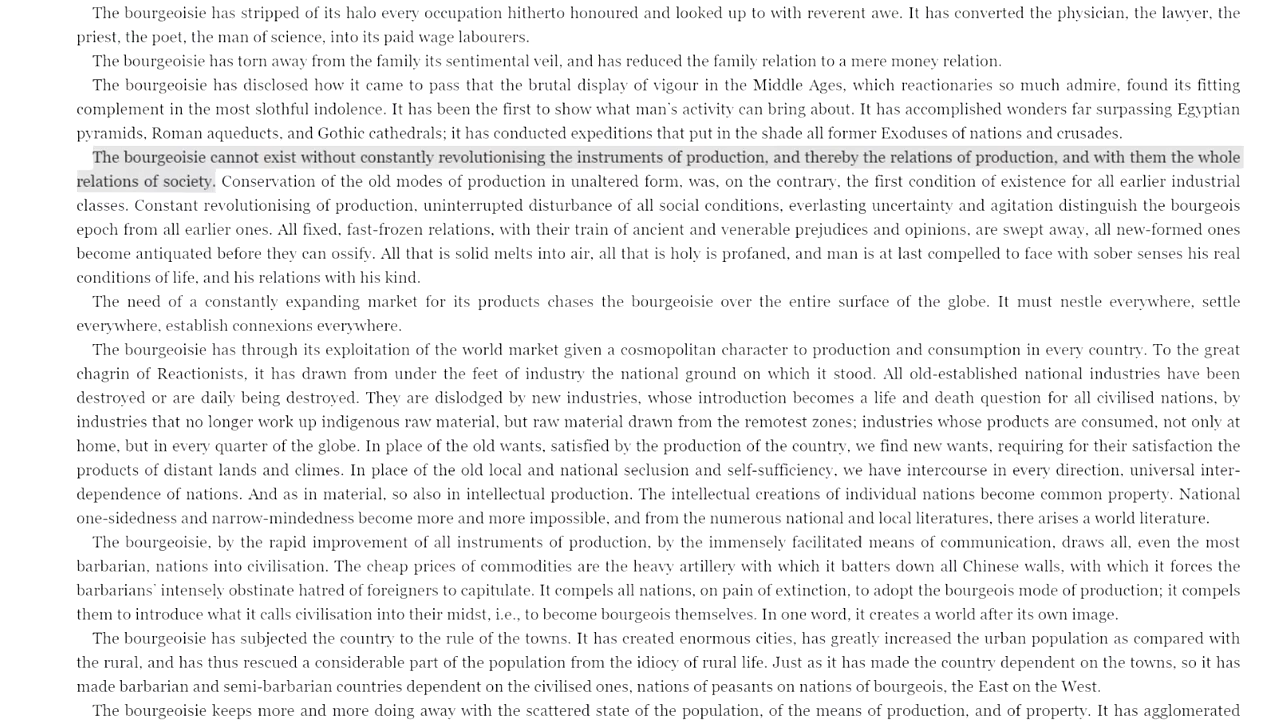 The bourgeoisie has stripped of its halo every occupation hitherto honoured and looked up to with reverent awe. It has converted the physician, the lawyer, the
priest, the poet, the man of science, into its paid wage labourers.
The bourgeoisie has torn away from the family its sentimental veil, and has reduced the family relation to a mere money relation.
The bourgeoisie has disclosed how it came to pass that the brutal display of vigour in the Middle Ages, which reactionaries so much admire, found its fitting
complement in the most slothful indolence. It has been the first to show what man's activity can bring about. It has accomplished wonders far surpassing Egyptian
pyramids, Roman aqueducts, and Gothic cathedrals; it has conducted expeditions that put in the shade all former Exoduses of nations and crusades.
The bourgeoisie cannot exist without constantly revolutionising the instruments of production, and thereby the relations of production, and with them the whole
relations of society. Conservation of the old modes of production in unaltered form, was, on the contrary, the first condition of existence for all earlier industrial
classes. Constant revolutionising of production, uninterrupted disturbance of all social conditions, everlasting uncertainty and agitation distinguish the bourgeois
epoch from all earlier ones. All fixed, fast-frozen relations, with their train of ancient and venerable prejudices and opinions, are swept away, all new-formed ones
become antiquated before they can ossify. All that is solid melts into air, all that is holy is profaned, and man is at last compelled to face with sober senses his real
conditions of life, and his relations with his kind.
The need of a constantly expanding market for its products chases the bourgeoisie over the entire surface of the globe. It must nestle everywhere, settle
everywhere, establish connexions everywhere.
The bourgeoisie has through its exploitation of the world market given a cosmopolitan character to production and consumption in every country. To the great
chagrin of Reactionists, it has drawn from under the feet of industry the national ground on which it stood. All old-established national industries have been
destroyed or are daily being destroyed. They are dislodged by new industries, whose introduction becomes a life and death question for all civilised nations, by
industries that no longer work up indigenous raw material, but raw material drawn from the remotest zones; industries whose products are consumed, not only at
home, but in every quarter of the globe. In place of the old wants, satisfied by the production of the country, we find new wants, requiring for their satisfaction the
products of distant lands and climes. In place of the old local and national seclusion and self-sufficiency, we have intercourse in every direction, universal inter-
dependence of nations. And as in material, so also in intellectual production. The intellectual creations of individual nations become common property. National
one-sidedness and narrow-mindedness become more and more impossible, and from the numerous national and local literatures, there arises a world literature.
The bourgeoisie, by the rapid improvement of all instruments of production, by the immensely facilitated means of communication, draws all, even the most
barbarian, nations into civilisation. The cheap prices of commodities are the heavy artillery with which it batters down all Chinese walls, with which it forces the
barbarians' intensely obstinate hatred of foreigners to capitulate. It compels all nations, on pain of extinction, to adopt the bourgeois mode of production; it compels
them to introduce what it calls civilisation into their midst, i.e., to become bourgeois themselves. In one word, it creates a world after its own image.
The bourgeoisie has subjected the country to the rule of the towns. It has created enormous cities, has greatly increased the urban population as compared with
the rural, and has thus rescued a considerable part of the population from the idiocy of rural life. Just as it has made the country dependent on the towns, so it has
made barbarian and semi-barbarian countries dependent on the civilised ones, nations of peasants on nations of bourgeois, the East on the West.
The bourgeoisie keeps more and more doing away with the scattered state of the population, of the means of production, and of property. It has agglomerated